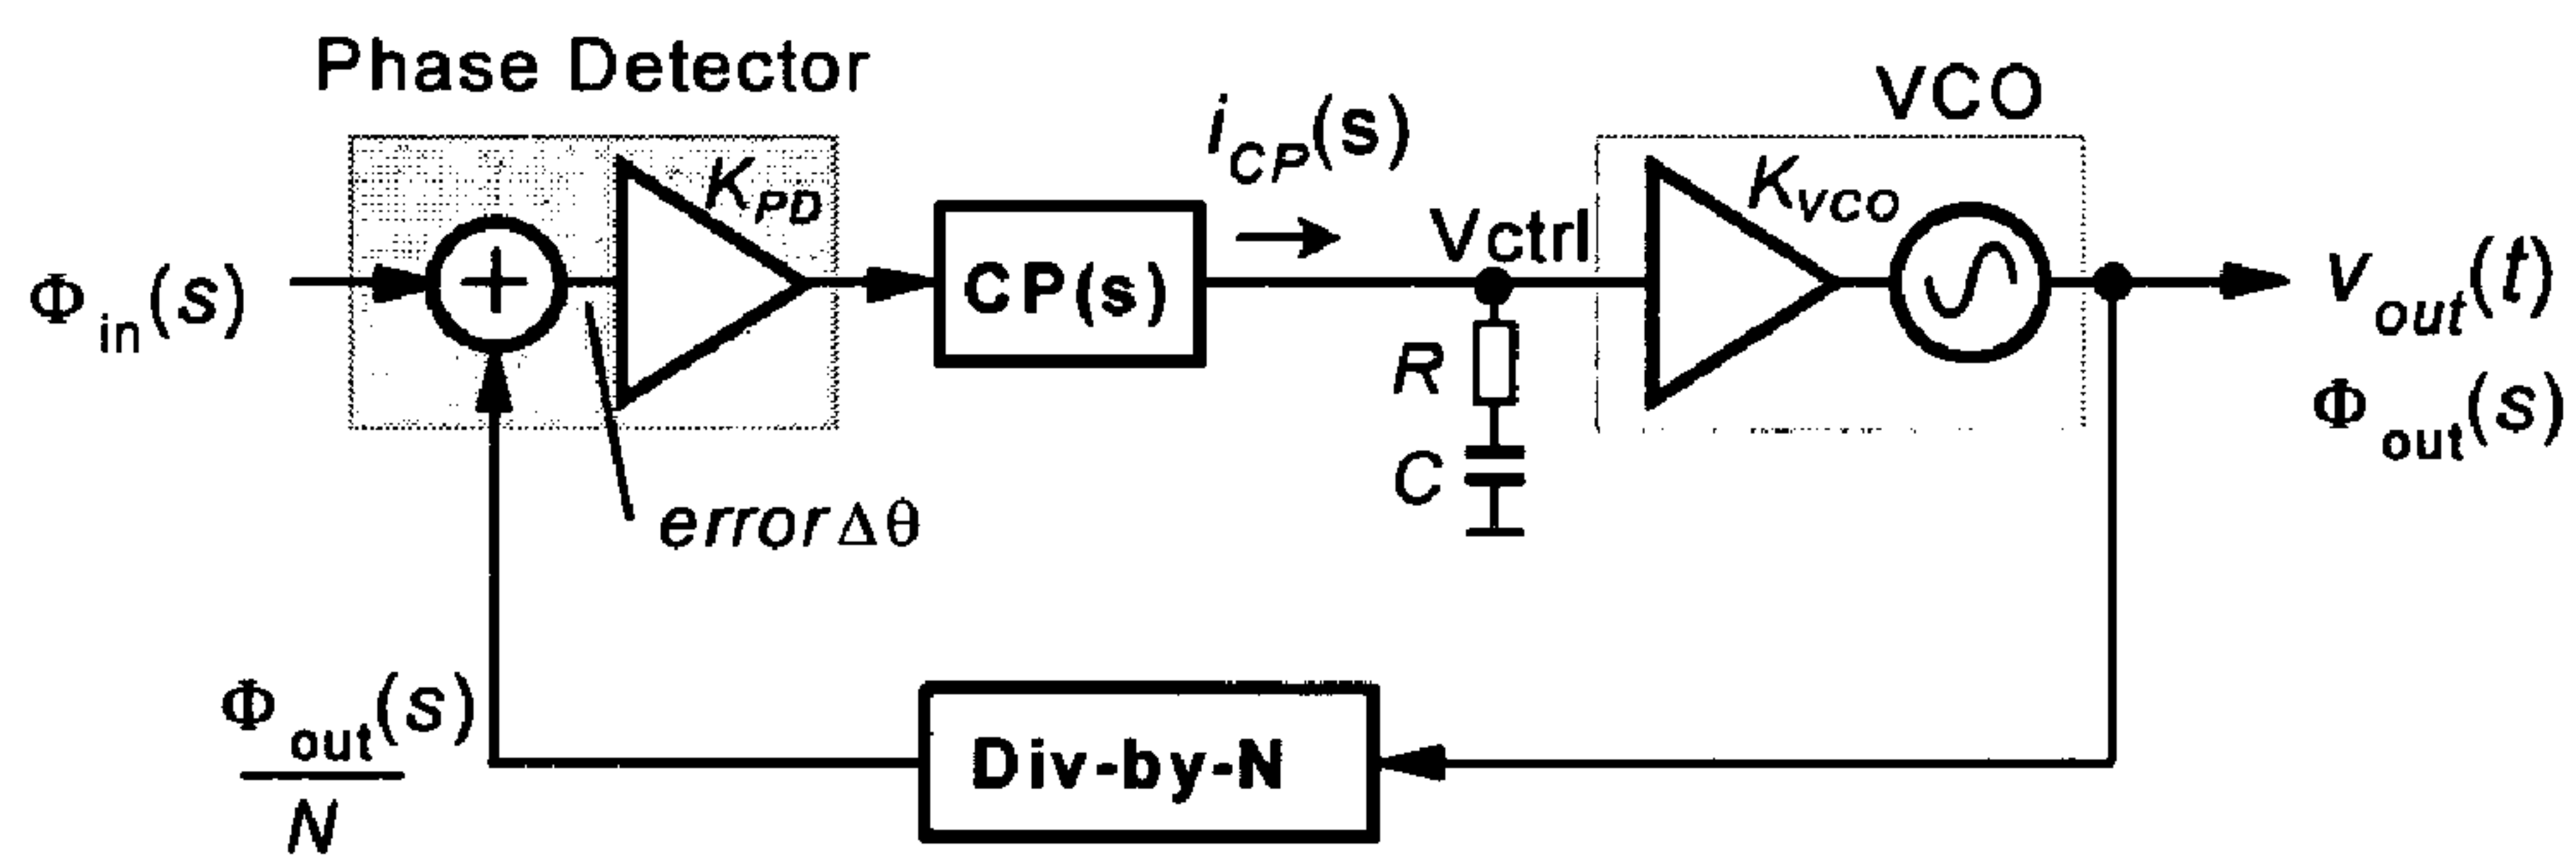 Phase Detector
VCO
i_CP(s)
K_PD
K_VCO
Φ_in(s)
+
CP(s)
Vctrl
v_out(t)
R
Φ_out(s)
C
error Δθ
Φ_out(s)
N
Div-by-N